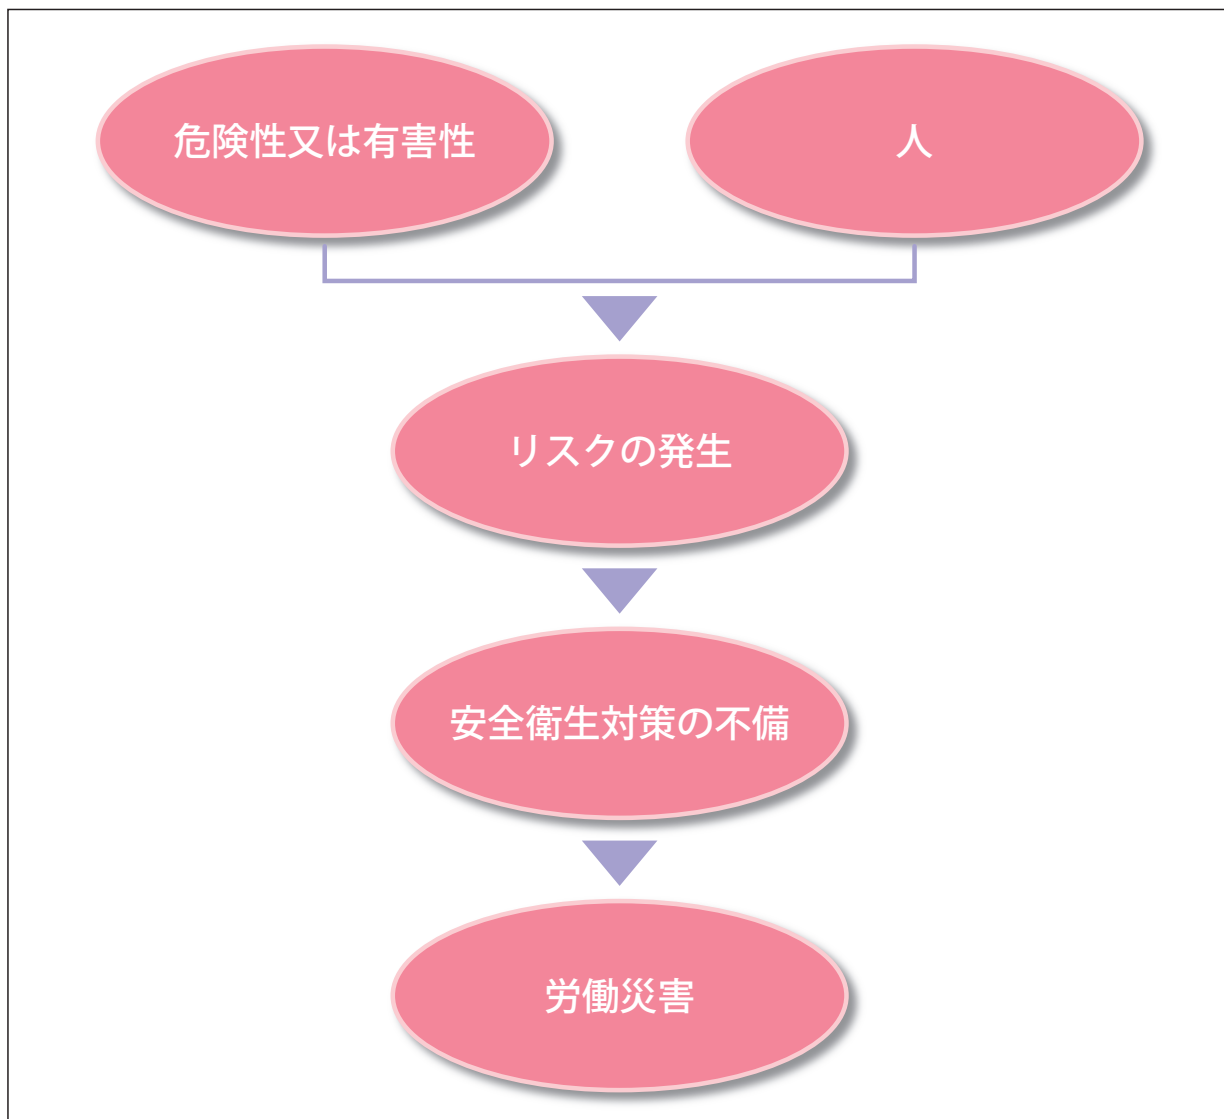 危険性又は有害性
人
リスクの発生
安全衛生対策の不備
労働災害